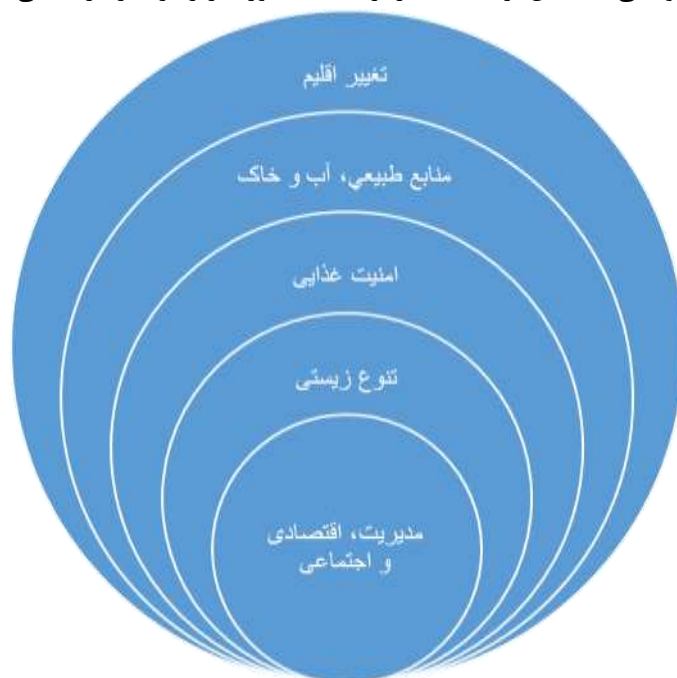 تغییر اقلیم
منابع طبیعی، آب و خاک
امنیت غذایی
تنوع زیستی
مدیریت، اقتصادی
و اجتماعی